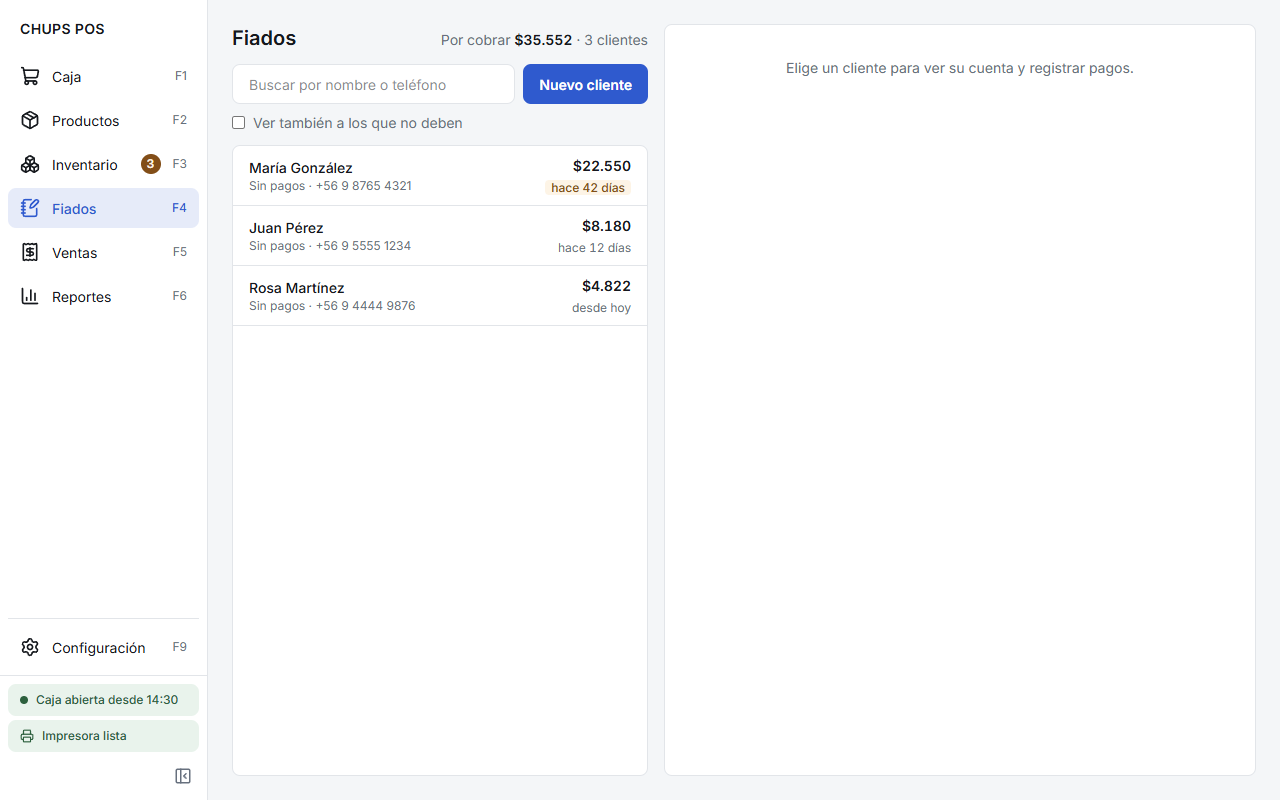 CHUPS POS
Caja F1
Productos F2
Inventario 3 F3
Fiados F4
Ventas F5
Reportes F6
Configuración F9
Caja abierta desde 14:30
Impresora lista
Fiados
Por cobrar $35.552 · 3 clientes
Buscar por nombre o teléfono
Nuevo cliente
Ver también a los que no deben
María González $22.550
Sin pagos · +56 9 8765 4321 hace 42 días
Juan Pérez $8.180
Sin pagos · +56 9 5555 1234 hace 12 días
Rosa Martínez $4.822
Sin pagos · +56 9 4444 9876 desde hoy
Elige un cliente para ver su cuenta y registrar pagos.